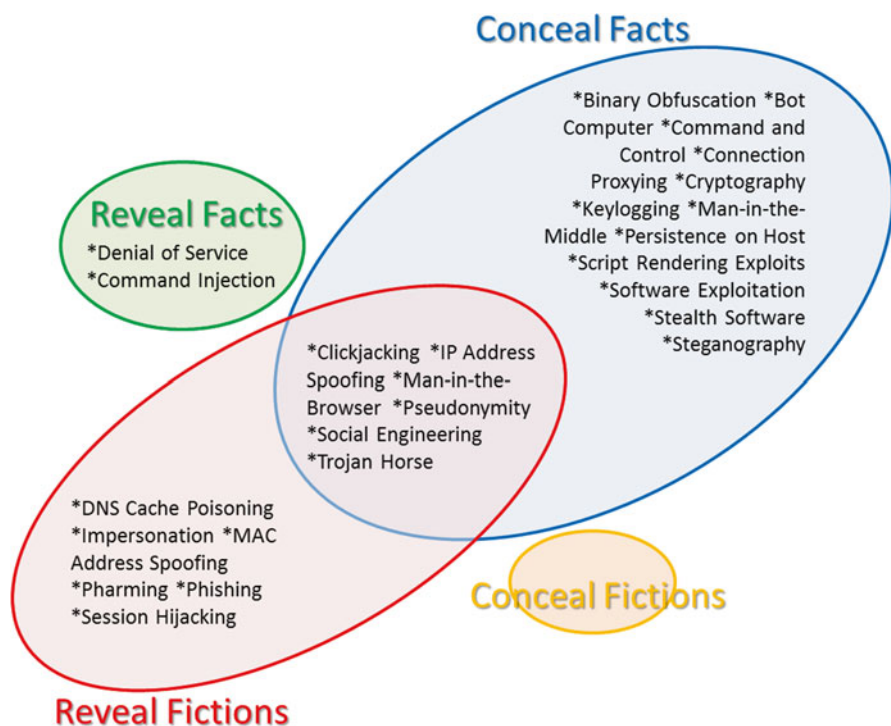 Conceal Facts
*Binary Obfuscation *Bot
Computer *Command and
Control *Connection
Proxying *Cryptography
*Keylogging *Man-in-the-
Middle *Persistence on Host
*Script Rendering Exploits
*Software Exploitation
*Stealth Software
*Steganography
Reveal Facts
*Denial of Service
*Command Injection
*Clickjacking *IP Address
Spoofing *Man-in-the-
Browser *Pseudonymity
*Social Engineering
*Trojan Horse
*DNS Cache Poisoning
*Impersonation *MAC
Address Spoofing
*Pharming *Phishing
*Session Hijacking
Conceal Fictions
Reveal Fictions